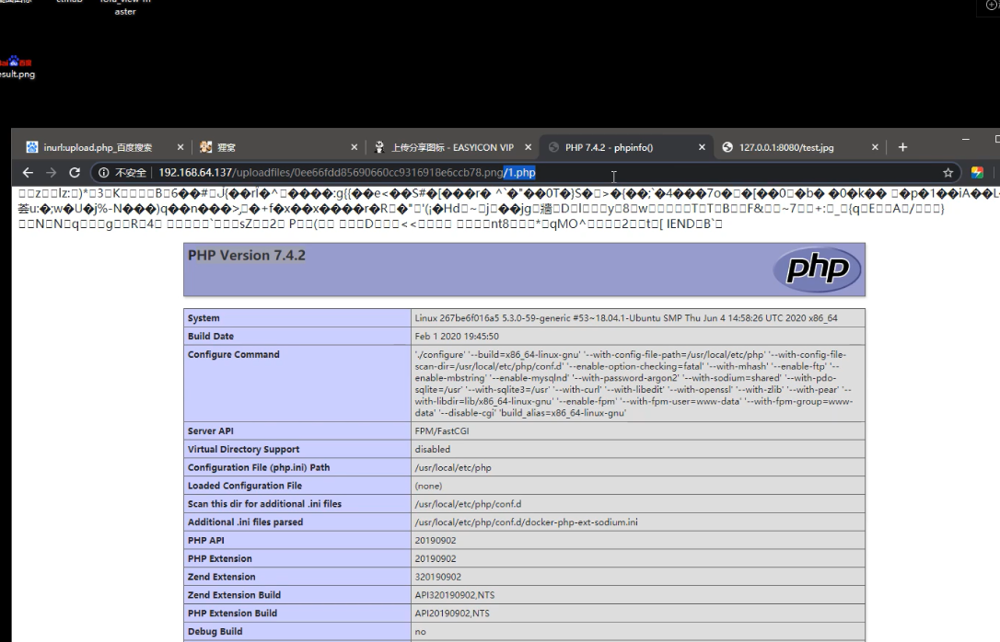 aster
esult.png
inurl:upload.php_百度搜索
狸窝
上传分享图标 - EASYICON VIP
PHP 7.4.2 - phpinfo()
127.0.0.1:8080/test.jpg
不安全 192.168.64.137/uploadfiles/0ee66fdd85690660cc9316918e6ccb78.png/1.php
PHP Version 7.4.2
php
System Linux 267be6f016a5 5.3.0-59-generic #53~18.04.1-Ubuntu SMP Thu Jun 4 14:58:26 UTC 2020 x86_64
Build Date Feb 1 2020 19:45:50
Configure Command './configure' '--build=x86_64-linux-gnu' '--with-config-file-path=/usr/local/etc/php' '--with-config-file-
scan-dir=/usr/local/etc/php/conf.d' '--enable-option-checking=fatal' '--with-mhash' '--enable-ftp' '--
enable-mbstring' '--enable-mysqlnd' '--with-password-argon2' '--with-sodium=shared' '--with-pdo-
sqlite=/usr' '--with-sqlite3=/usr' '--with-curl' '--with-libedit' '--with-openssl' '--with-zlib' '--with-pear' '--
with-libdir=lib/x86_64-linux-gnu' '--enable-fpm' '--with-fpm-user=www-data' '--with-fpm-group=www-
data' '--disable-cgi' 'build_alias=x86_64-linux-gnu'
Server API FPM/FastCGI
Virtual Directory Support disabled
Configuration File (php.ini) Path /usr/local/etc/php
Loaded Configuration File (none)
Scan this dir for additional .ini files /usr/local/etc/php/conf.d
Additional .ini files parsed /usr/local/etc/php/conf.d/docker-php-ext-sodium.ini
PHP API 20190902
PHP Extension 20190902
Zend Extension 320190902
Zend Extension Build API320190902,NTS
PHP Extension Build API20190902,NTS
Debug Build no